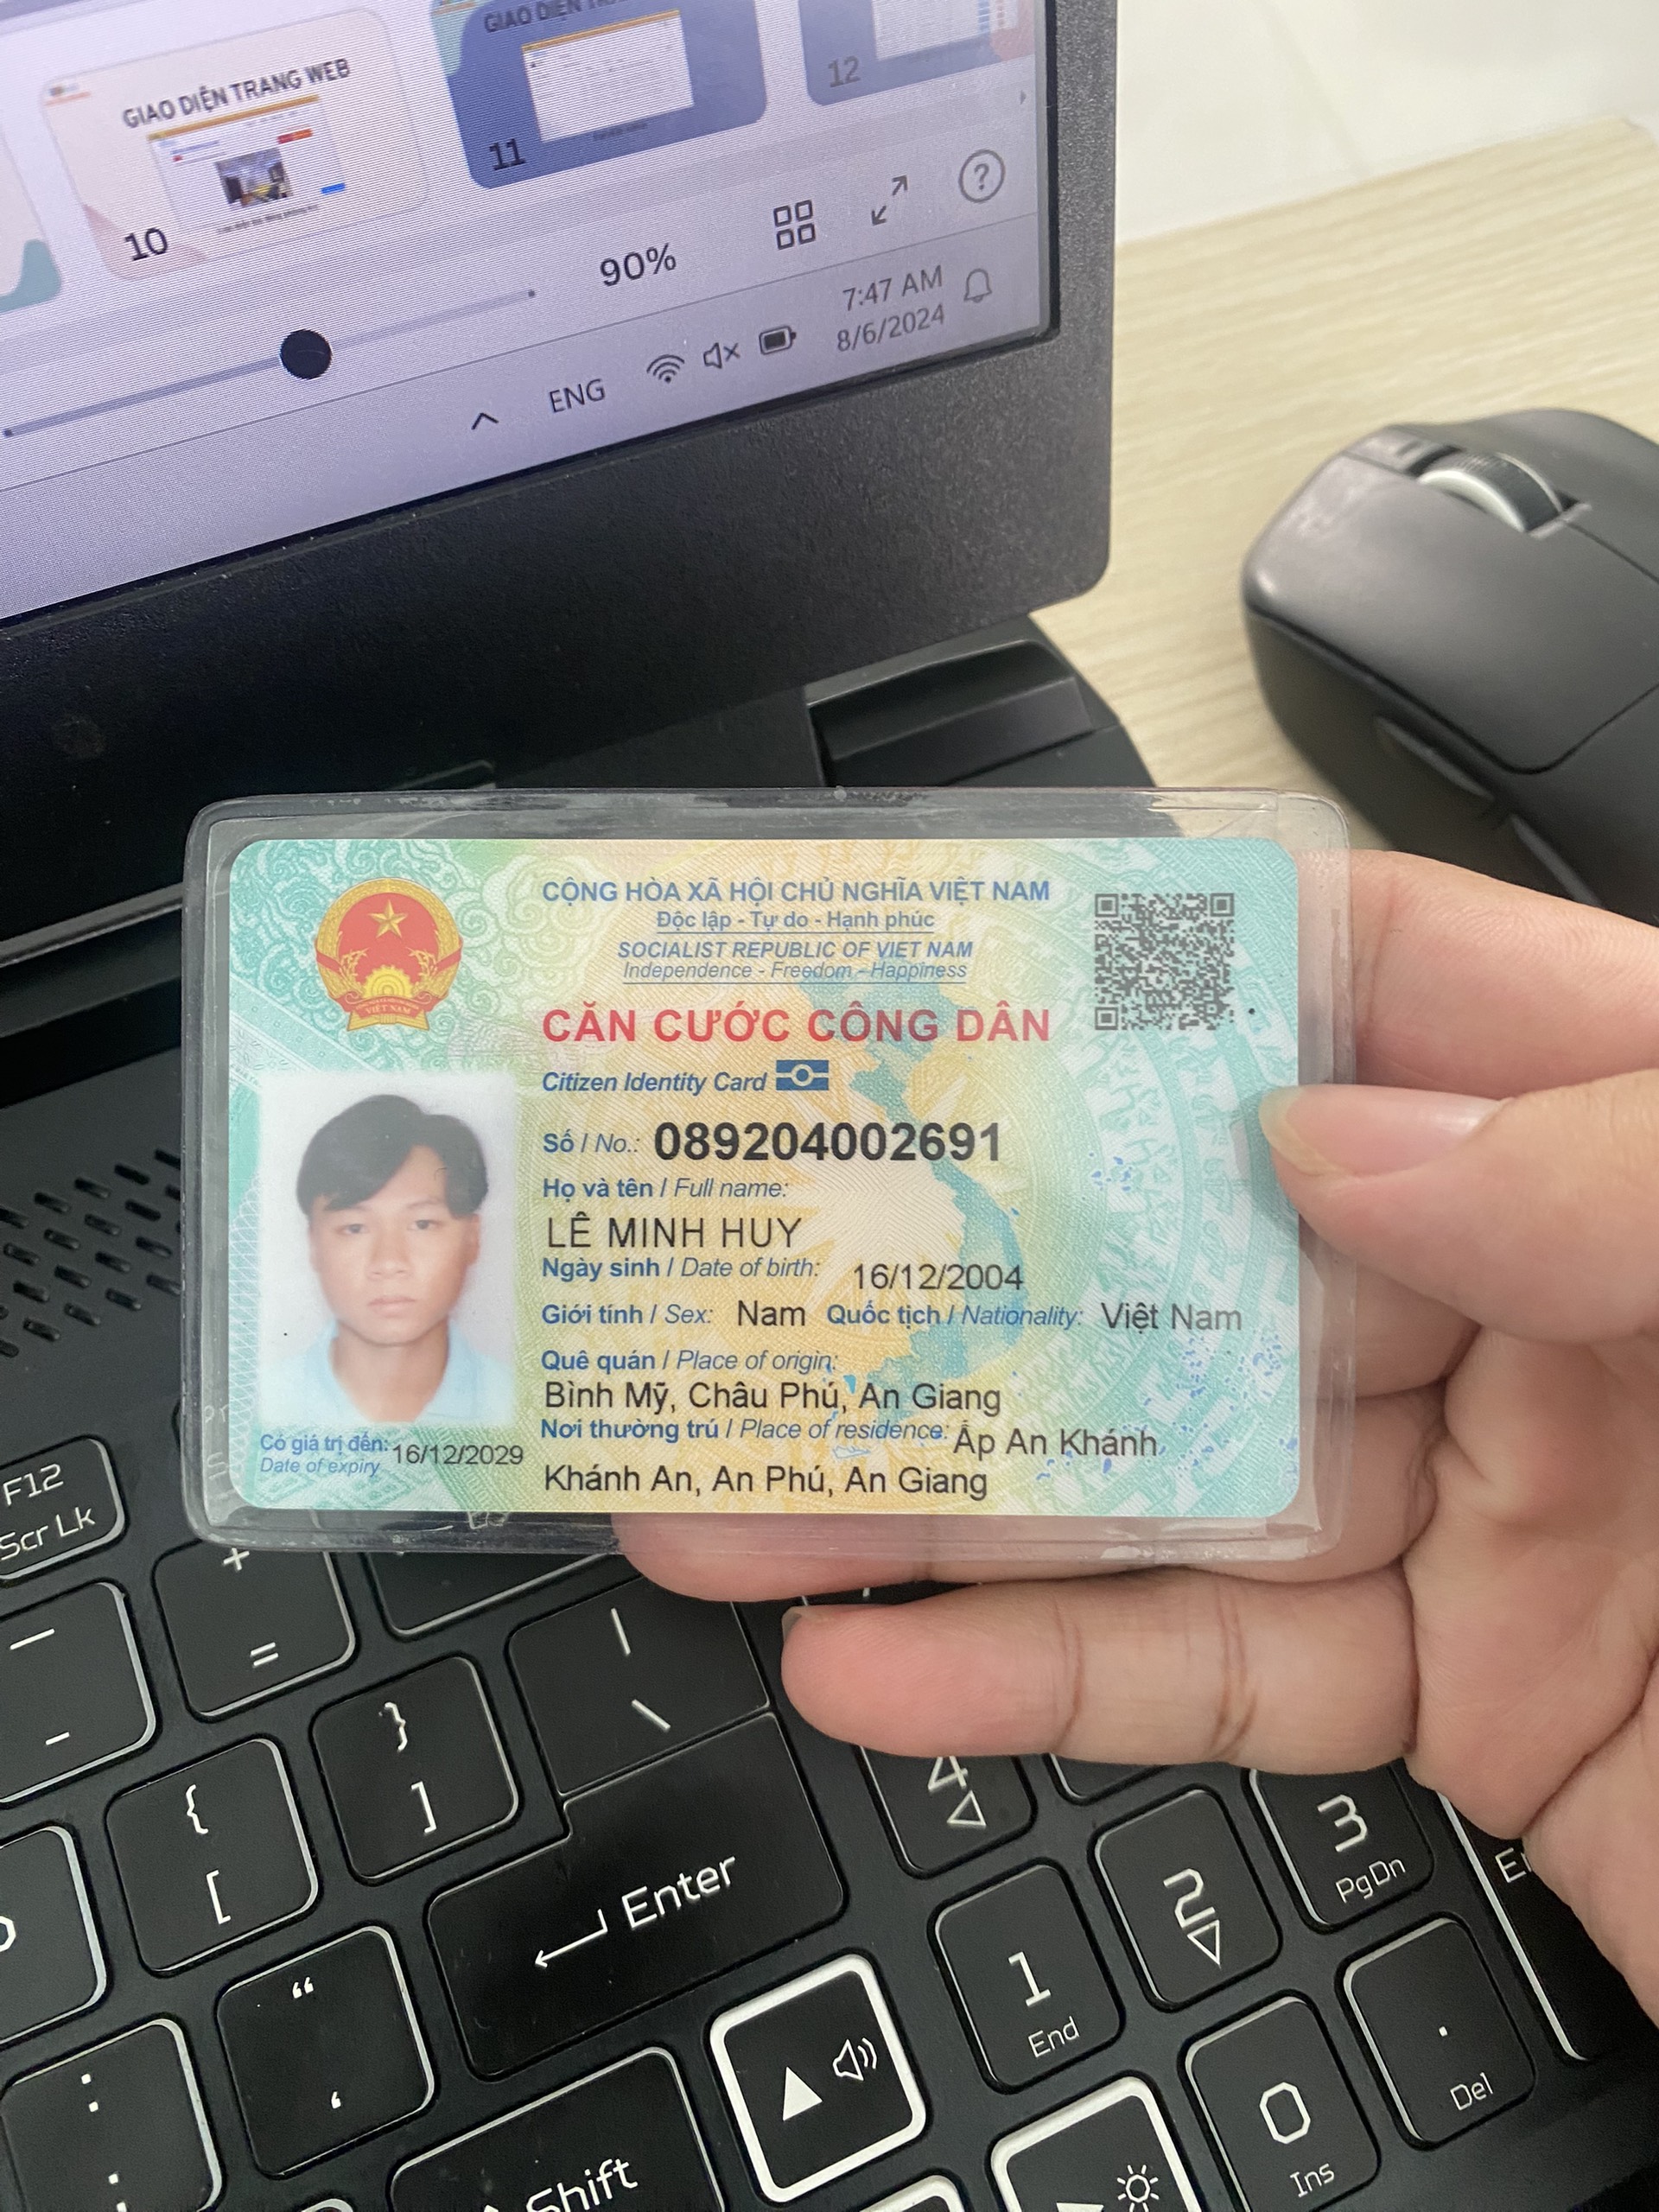 GIAO DIỆN TRANG WEB
10
11
12
90%
7:47 AM
8/6/2024
ENG
CỘNG HÒA XÃ HỘI CHỦ NGHĨA VIỆT NAM
Độc lập - Tự do - Hạnh phúc
SOCIALIST REPUBLIC OF VIET NAM
Independence - Freedom - Happiness
CĂN CƯỚC CÔNG DÂN
Citizen Identity Card
Số / No.: 089204002691
Họ và tên / Full name:
LÊ MINH HUY
Ngày sinh / Date of birth: 16/12/2004
Giới tính / Sex: Nam Quốc tịch / Nationality: Việt Nam
Quê quán / Place of origin:
Bình Mỹ, Châu Phú, An Giang
Nơi thường trú / Place of residence: Ấp An Khánh
Khánh An, An Phú, An Giang
Có giá trị đến: 16/12/2029
Date of expiry
VIỆT NAM
F12
Scr Lk
+
=
—
-
|
\
}
]
{
[
Enter
“
‘
:
Shift
4
3
PgDn
2
1
End
0
Ins
.
Del